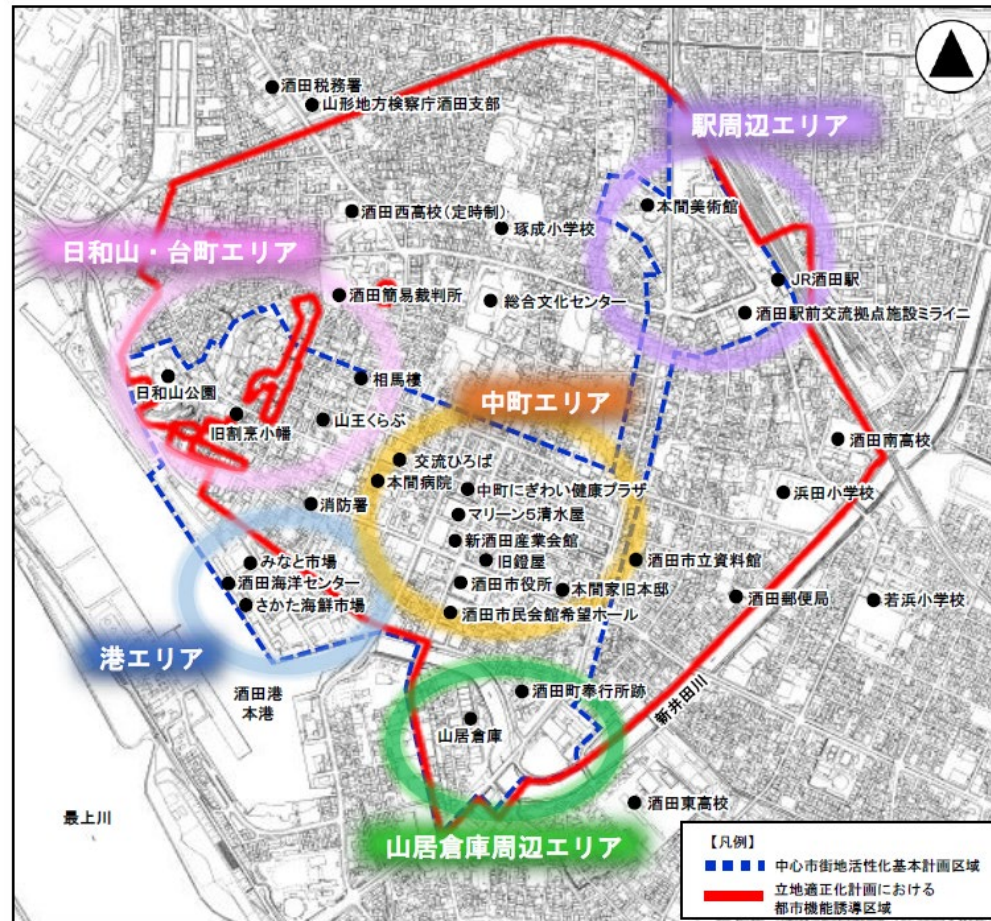 酒田税務署
山形地方検察庁酒田支部
駅周辺エリア
本間美術館
酒田西高校(定時制)
琢成小学校
日和山・台町エリア
JR酒田駅
酒田簡易裁判所
総合文化センター
酒田駅前交流拠点施設ミライニ
日和山公園
相馬樓
中町エリア
旧割烹小幡
山王くらぶ
酒田南高校
交流ひろば
本間病院
中町にぎわい健康プラザ
浜田小学校
消防署
マリーン5清水屋
新酒田産業会館
みなと市場
旧鐙屋
酒田市立資料館
酒田海洋センター
酒田市役所
本間家旧本邸
さかた海鮮市場
酒田市民会館希望ホール
酒田郵便局
若浜小学校
港エリア
酒田港
本港
酒田町奉行所跡
新井田川
山居倉庫
最上川
酒田東高校
山居倉庫周辺エリア
【凡例】
中心市街地活性化基本計画区域
立地適正化計画における
都市機能誘導区域